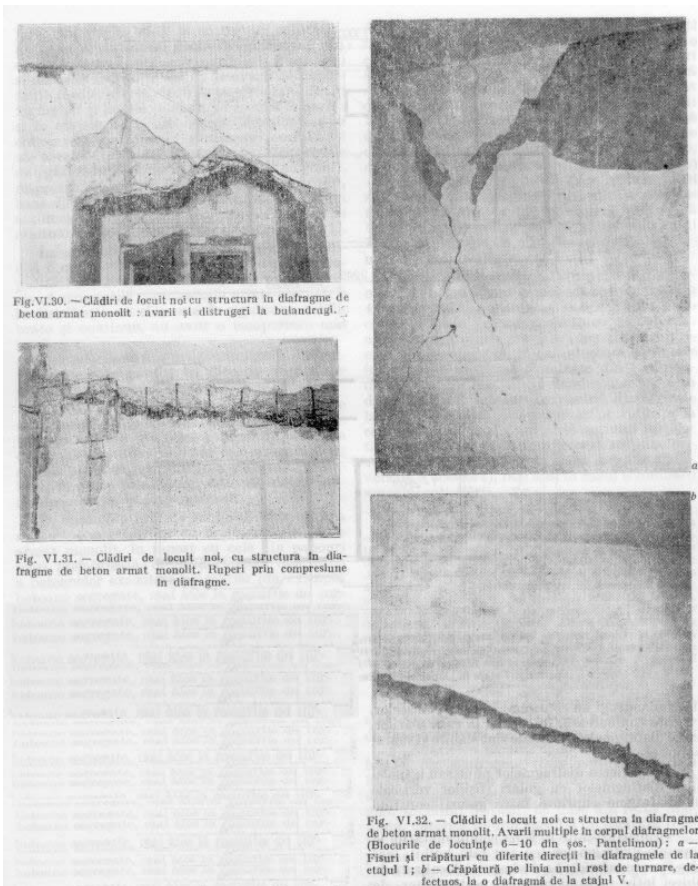 Fig.VI.30. — Clădiri de locuit noi cu structura în diafragme de
beton armat monolit : avarii și distrugeri la buiandrugi.
Fig. VI.31. — Clădiri de locuit noi, cu structura în dia-
fragme de beton armat monolit. Ruperi prin compresiune
în diafragme.
a
b
Fig. VI.32. — Clădiri de locuit noi cu structura în diafragme
de beton armat monolit. Avarii multiple în corpul diafragmelor
(Blocurile de locuințe 6—10 din șos. Pantelimon) : a —
Fisuri și crăpături cu diferite direcții în diafragmele de la
etajul 1 ; b — Crăpătură pe linia unui rost de turnare, de-
fectuos, la o diafragmă de la etajul V.